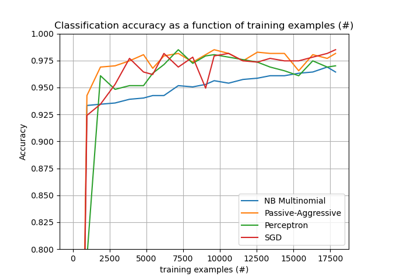 Classification accuracy as a function of training examples (#)
1.000
0.975
0.950
0.925
0.900
0.875
0.850
0.825
0.800
Accuracy
NB Multinomial
Passive-Aggressive
Perceptron
SGD
0 2500 5000 7500 10000 12500 15000 17500
training examples (#)